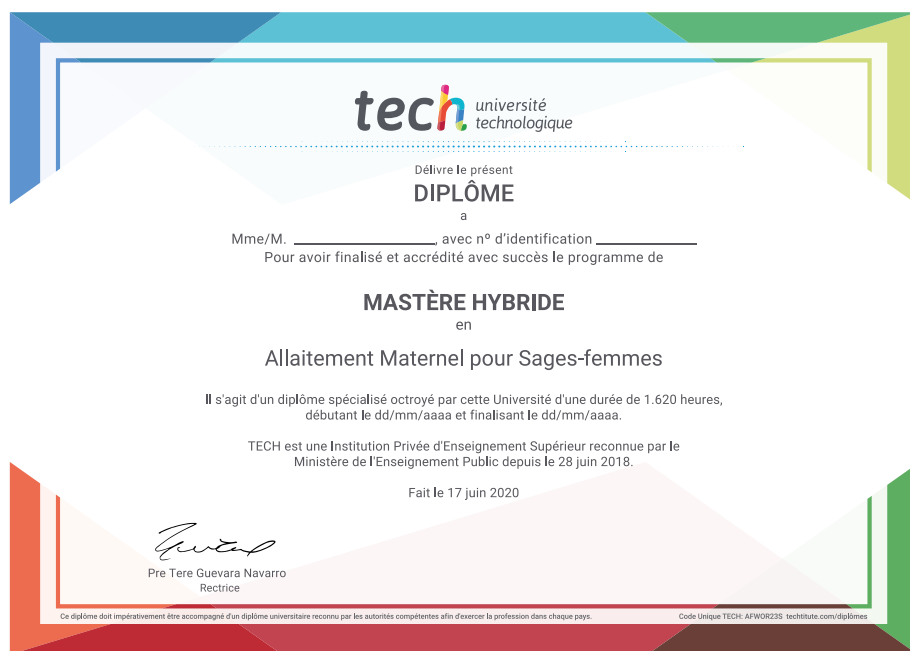 tech université
technologique
Délivre le présent
DIPLÔME
a
Mme/M. ____________________, avec nº d'identification ______________
Pour avoir finalisé et accrédité avec succès le programme de
MASTÈRE HYBRIDE
en
Allaitement Maternel pour Sages-femmes
Il s'agit d'un diplôme spécialisé octroyé par cette Université d'une durée de 1.620 heures,
débutant le dd/mm/aaaa et finalisant le dd/mm/aaaa.
TECH est une Institution Privée d'Enseignement Supérieur reconnue par le
Ministère de l'Enseignement Public depuis le 28 juin 2018.
Fait le 17 juin 2020
Pre Tere Guevara Navarro
Rectrice
Ce diplôme doit impérativement être accompagné d'un diplôme universitaire reconnu par les autorités compétentes afin d'exercer la profession dans chaque pays.
Code Unique TECH: AFWOR23S techtitute.com/diplômes